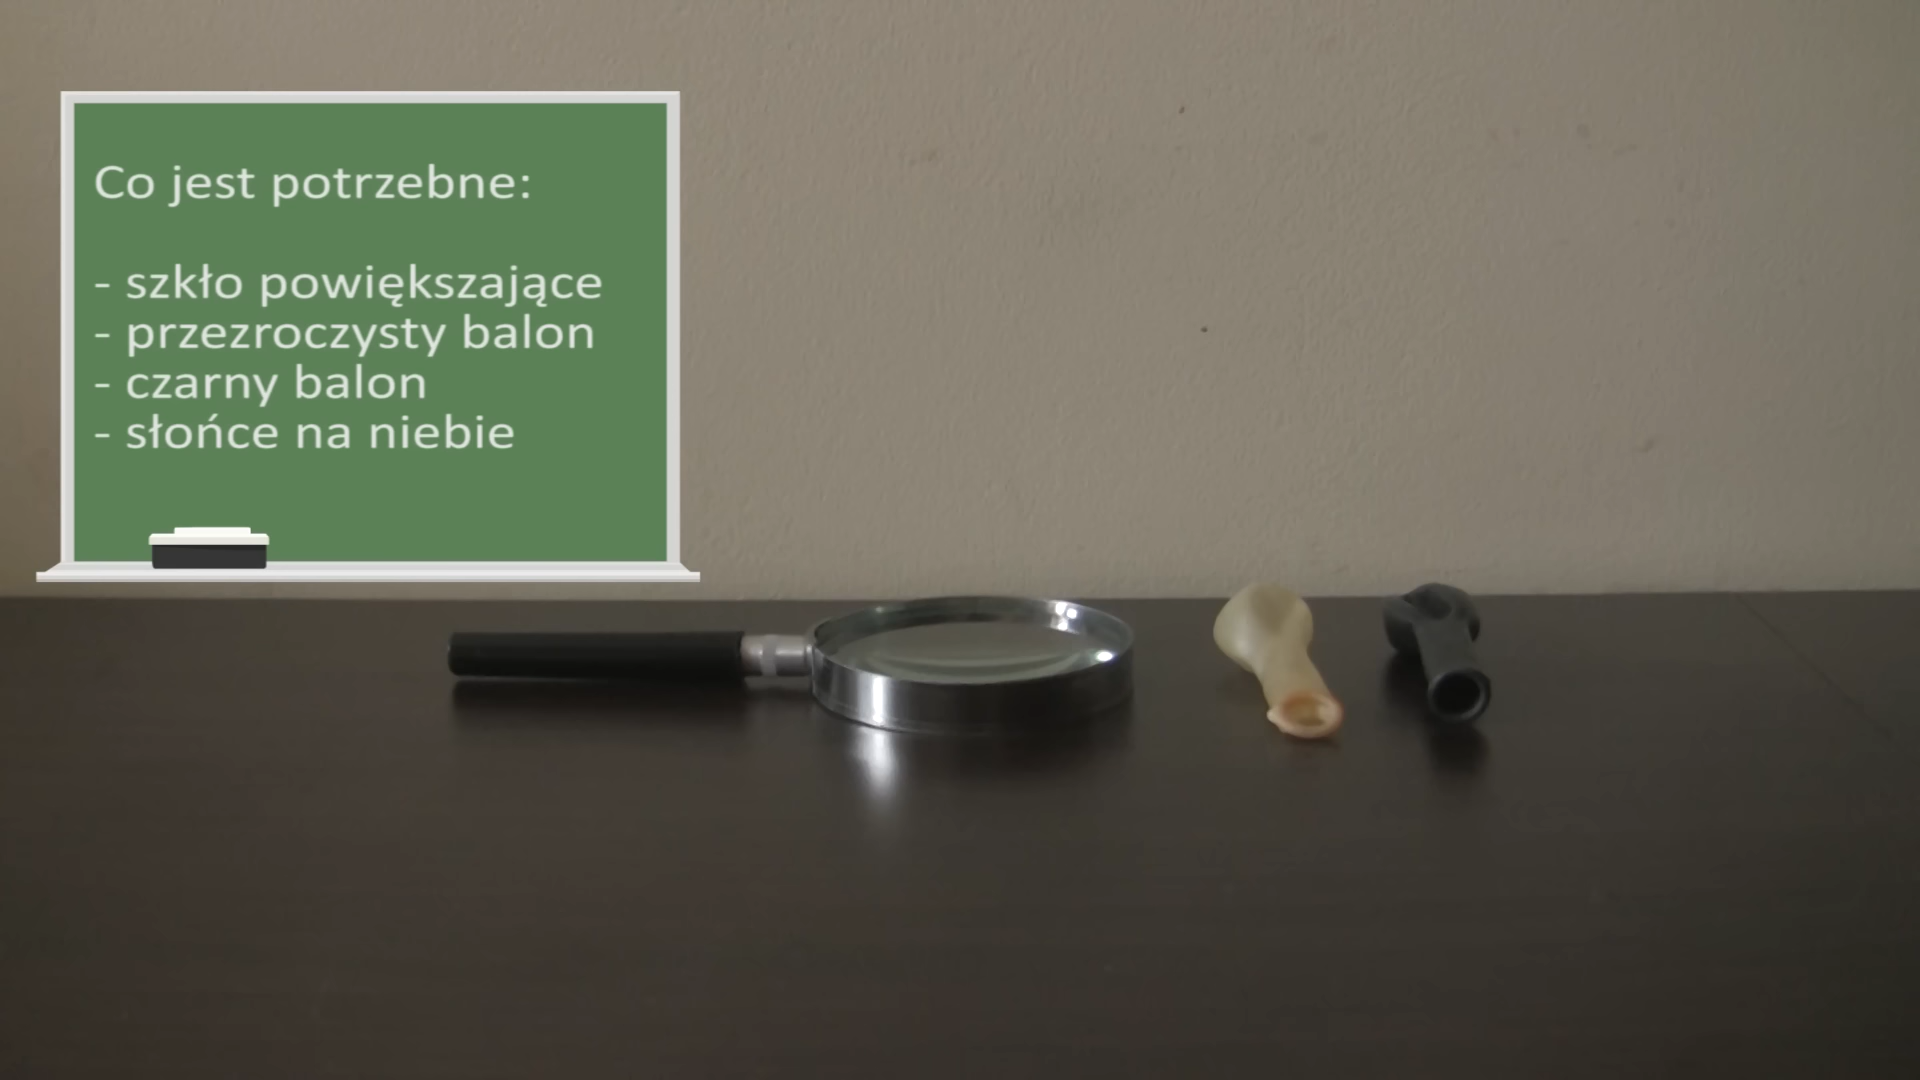 Co jest potrzebne:
- szkło powiększające
- przezroczysty balon
- czarny balon
- słońce na niebie